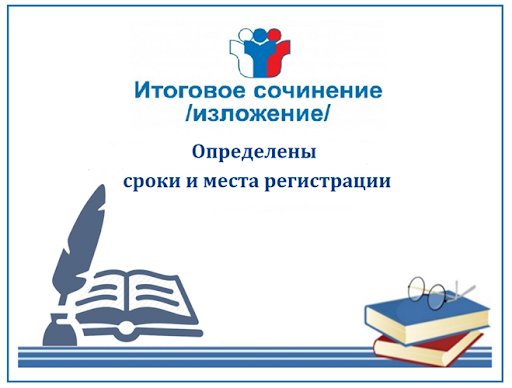 Итоговое сочинение
/изложение/
Определены
сроки и места регистрации